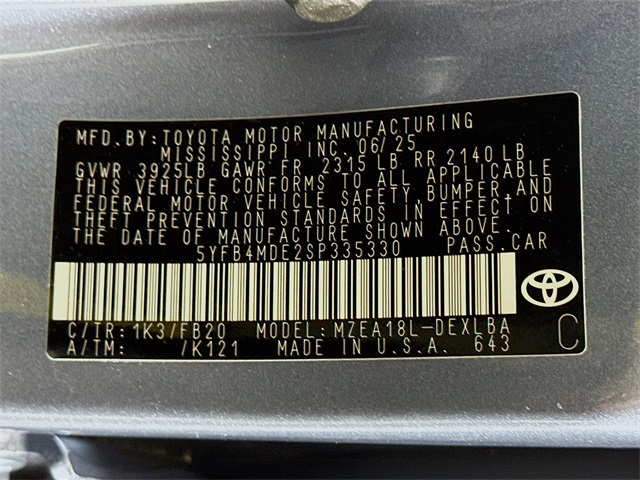 MFD. BY: TOYOTA MOTOR MANUFACTURING
MISSISSIPPI INC. 06/25
GVWR 3925LB GAWR FR 2315 LB RR 2140 LB
THIS VEHICLE CONFORMS TO ALL APPLICABLE
FEDERAL MOTOR VEHICLE SAFETY, BUMPER, AND
THEFT PREVENTION STANDARDS IN EFFECT ON
THE DATE OF MANUFACTURE SHOWN ABOVE.
5YFB4MDE2SP335330 PASS. CAR
C/TR: 1K3/FB20 MODEL: MZEA18L-DEXLBA
A/TM: /K121 MADE IN U.S.A. 643
C